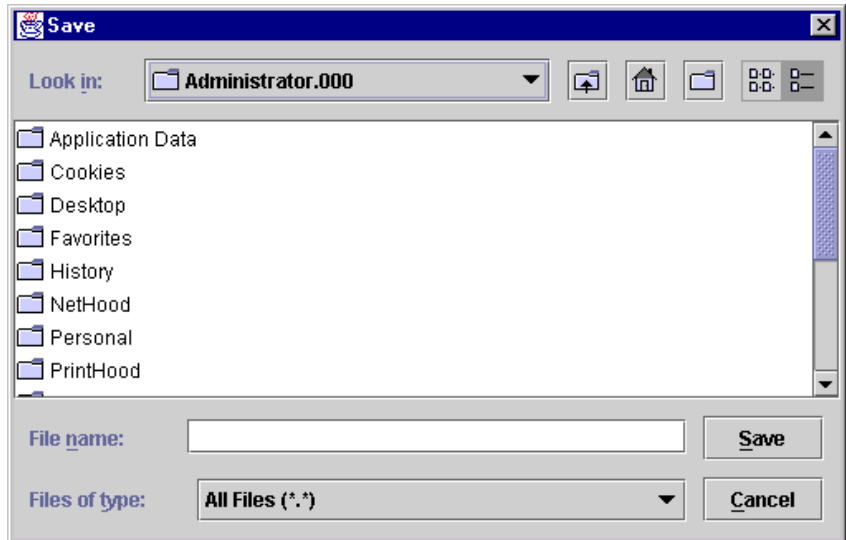 Save
Look in: Administrator.000
Application Data
Cookies
Desktop
Favorites
History
NetHood
Personal
PrintHood
File name: Save
Files of type: All Files (*.*) Cancel